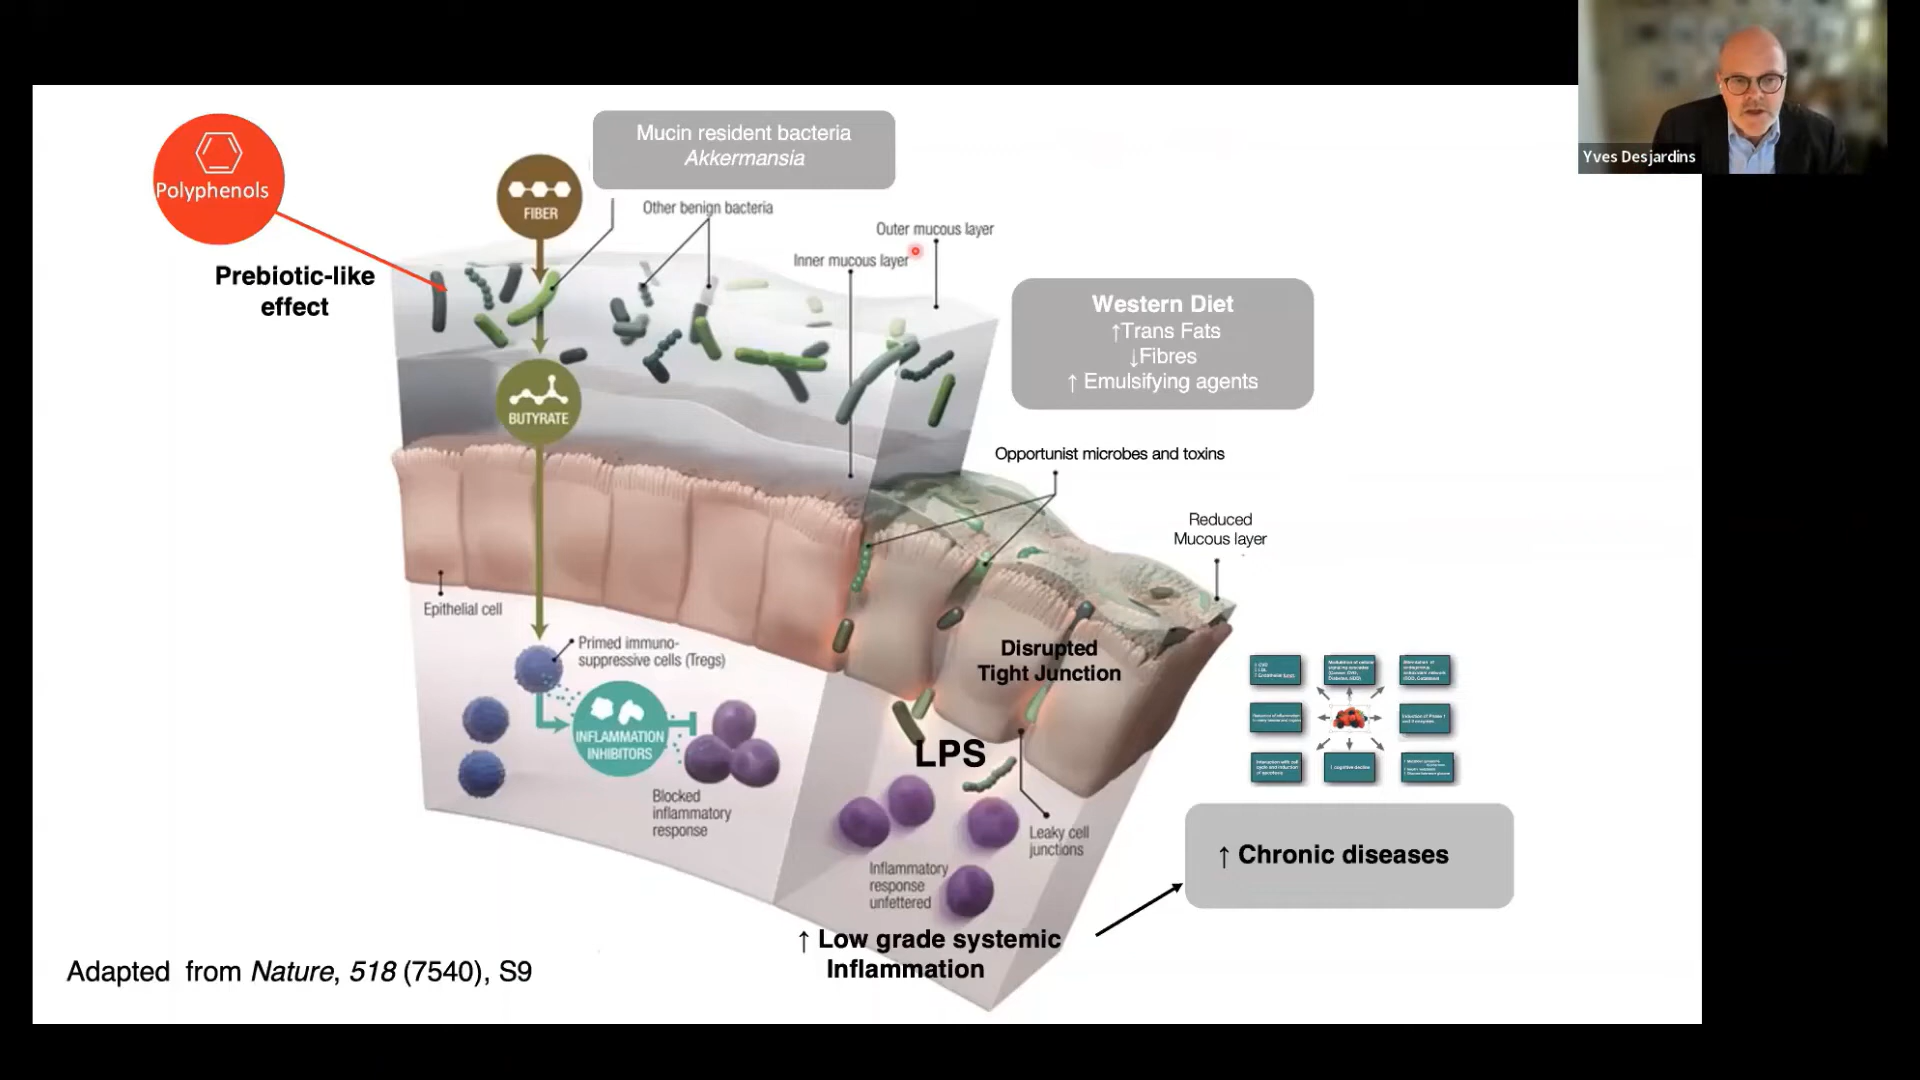 Yves Desjardins
Polyphenols
Prebiotic-like
effect
FIBER
Mucin resident bacteria
Akkermansia
Other benign bacteria
Outer mucous layer
Inner mucous layer
Western Diet
↑Trans Fats
↓Fibres
↑ Emulsifying agents
BUTYRATE
Opportunist microbes and toxins
Reduced
Mucous layer
Epithelial cell
Primed immuno-
suppressive cells (Tregs)
Disrupted
Tight Junction
INFLAMMATION
INHIBITORS
LPS
Blocked
inflammatory
response
Leaky cell
junctions
Inflammatory
response
unfettered
↑ Chronic diseases
↑ Low grade systemic
Inflammation
Adapted from Nature, 518 (7540), S9